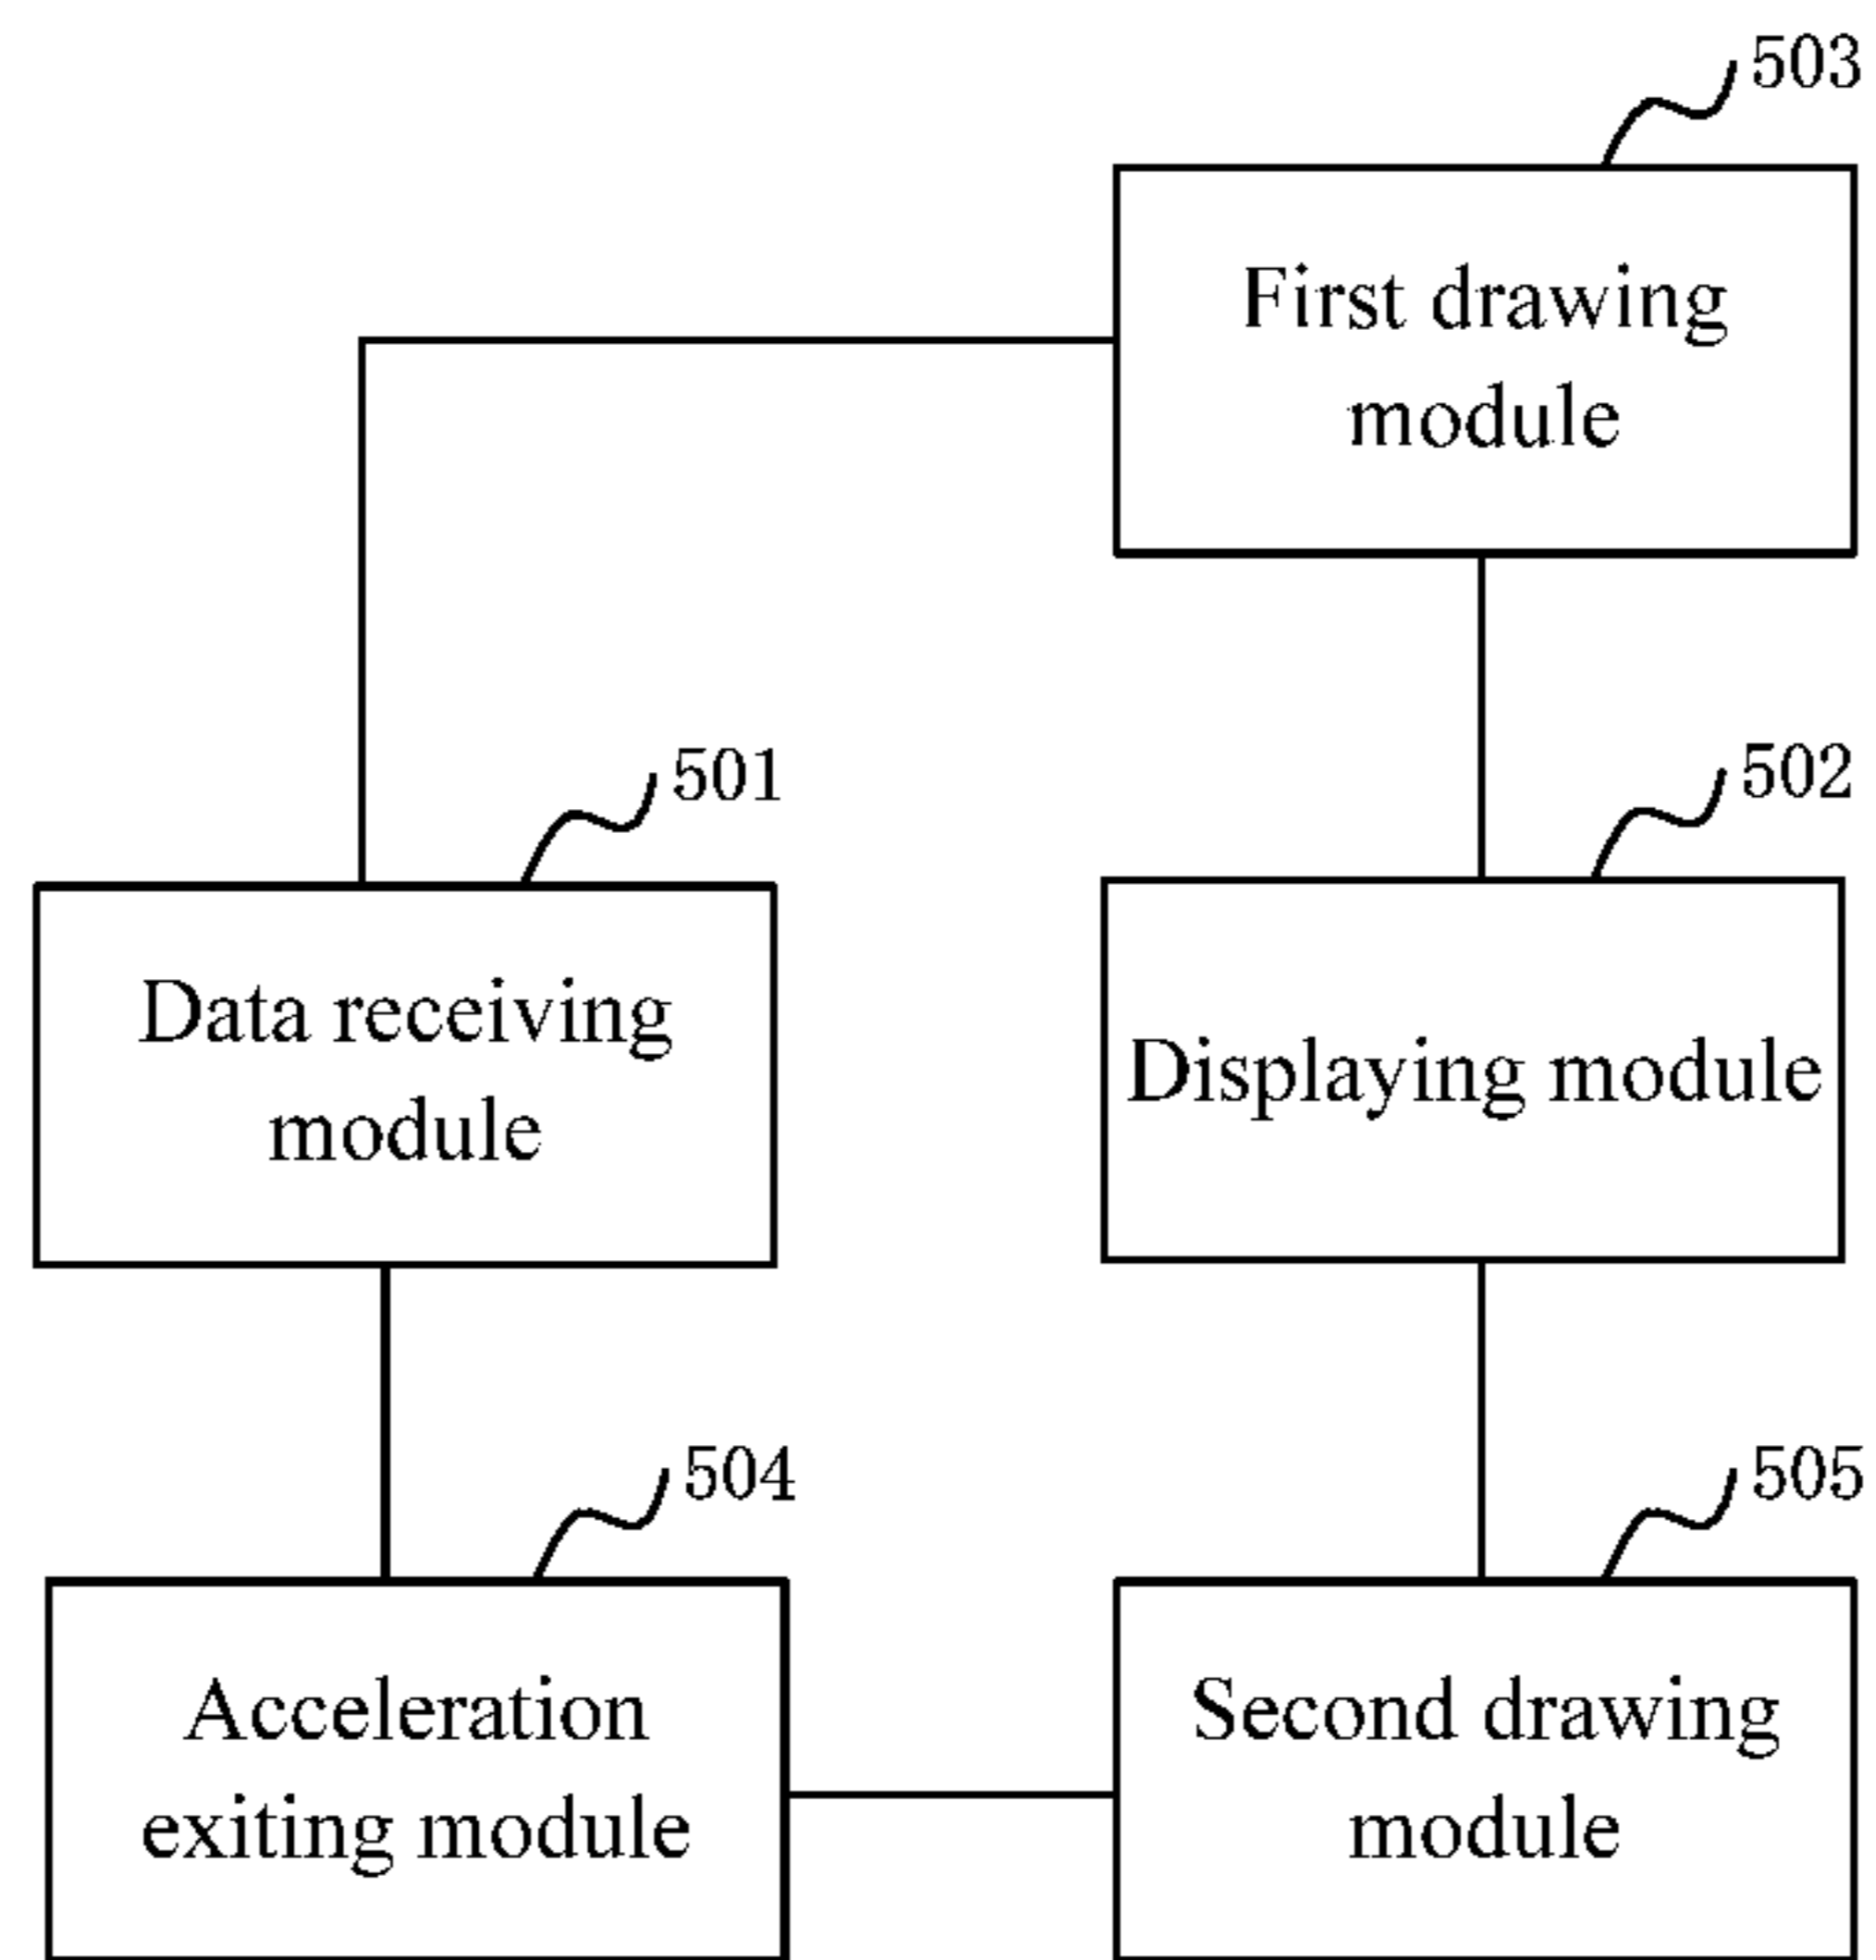 503
First drawing
module
501
502
Data receiving
module
Displaying module
504
505
Acceleration
exiting module
Second drawing
module